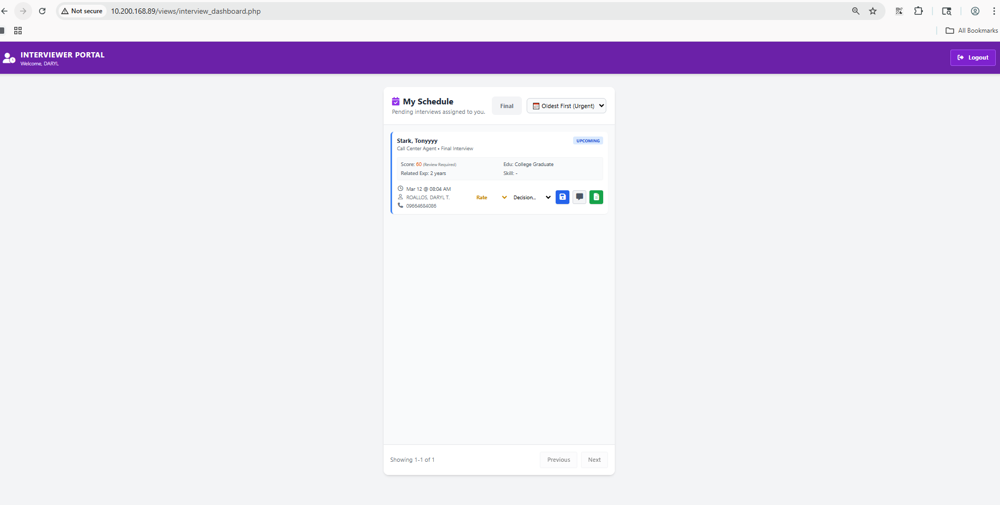 Not secure
10.200.168.89/views/interview_dashboard.php
All Bookmarks
INTERVIEWER PORTAL
Welcome, DARYL
Logout
My Schedule
Pending interviews assigned to you.
Final
Oldest First (Urgent)
Stark, Tonyyyy
UPCOMING
Call Center Agent • Final Interview
Score: 60 (Review Required)
Edu: College Graduate
Related Exp: 2 years
Skill: -
Mar 12 @ 08:04 AM
ROALLOS, DARYL T.
Rate
Decision...
09664684086
Showing 1-1 of 1
Previous
Next